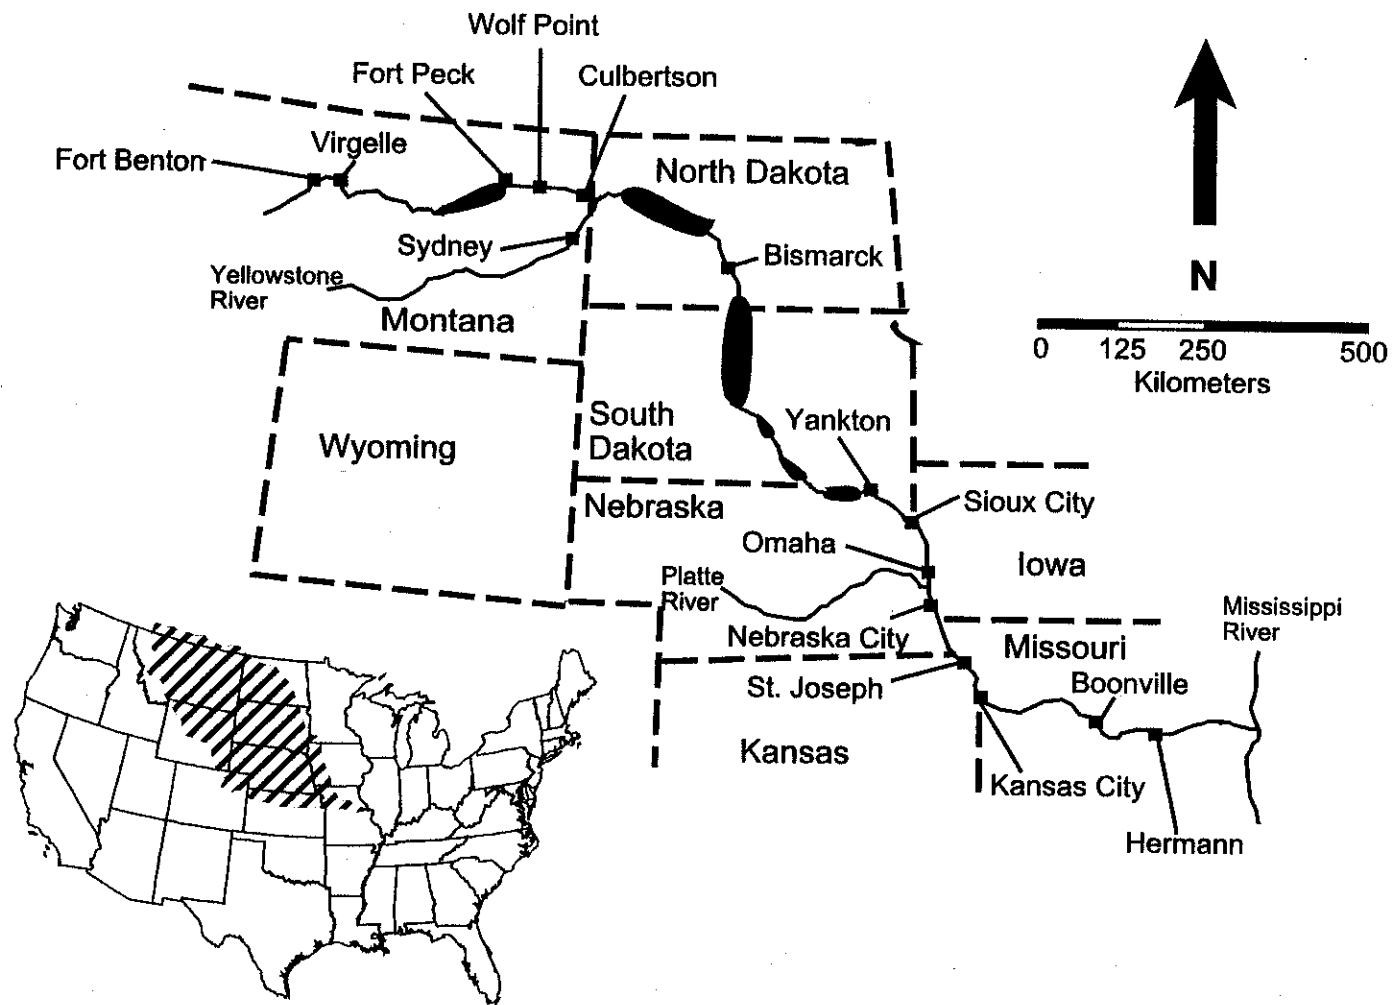 Wolf Point
Fort Peck
Culbertson
Virgelle
Fort Benton
North Dakota
Sydney
Bismarck
Yellowstone
River
Montana
N
0 125 250 500
Kilometers
South
Dakota
Yankton
Wyoming
Nebraska
Sioux City
Omaha
Iowa
Platte
River
Mississippi
River
Nebraska City
Missouri
St. Joseph
Boonville
Kansas
Kansas City
Hermann